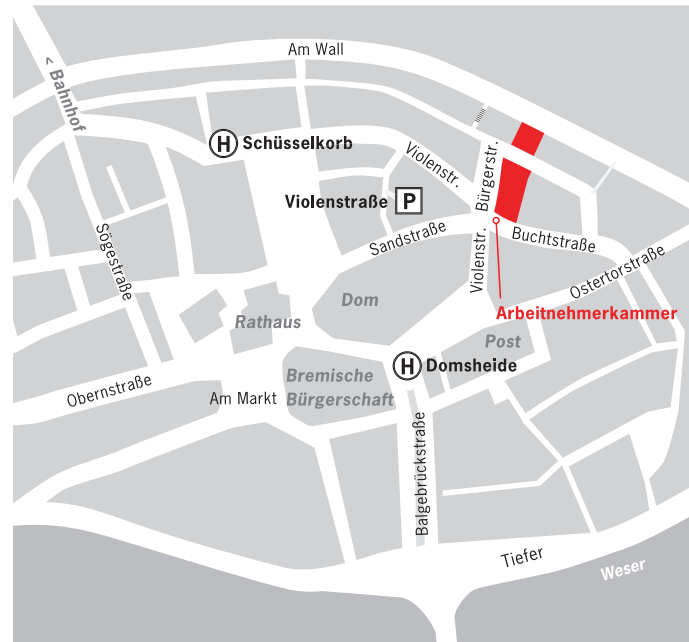 Am Wall
< Bahnhof
H Schüsselkorb
Violenstr.
Bürgerstr.
Violenstraße P
Sandstraße
Buchtstraße
Violenstr.
Sögestraße
Ostertorstraße
Dom
Arbeitnehmerkammer
Rathaus
Post
H Domsheide
Bremische
Bürgerschaft
Obernstraße
Am Markt
Balgebrückstraße
Tiefer
Weser